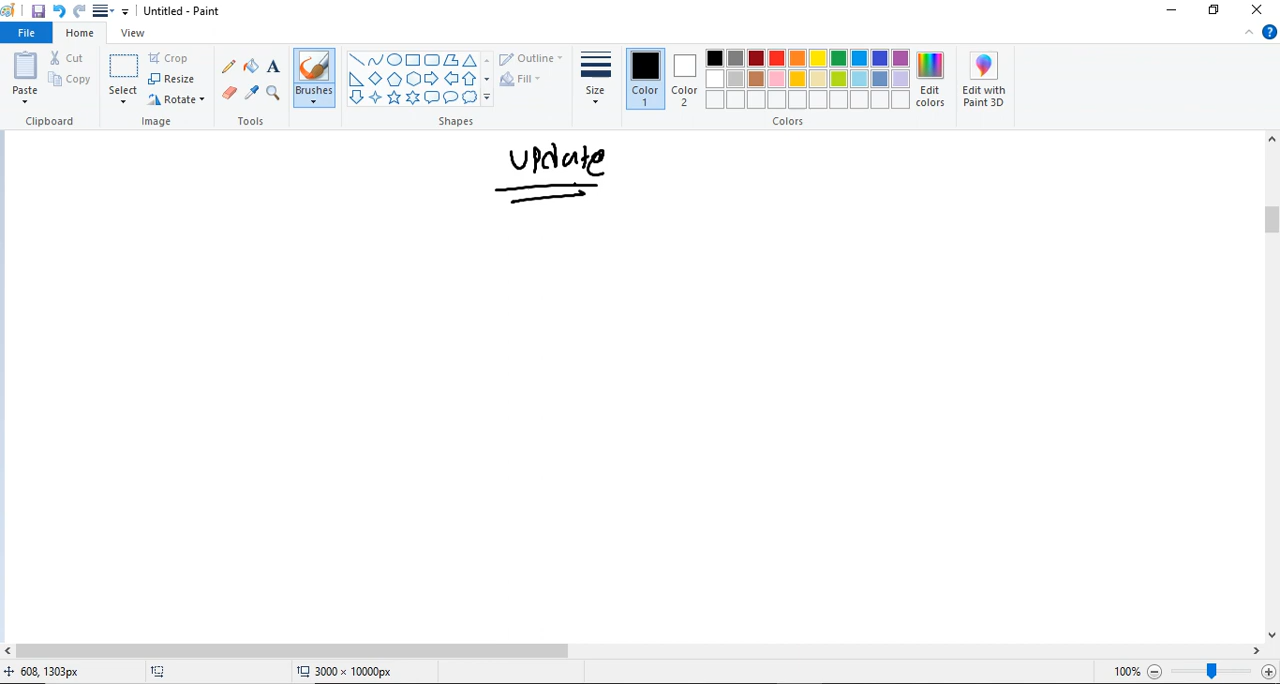 Untitled - Paint
File Home View
Paste Cut Copy Select Crop Resize Rotate Brushes Outline Fill Size Color 1 Color 2 Edit colors Edit with Paint 3D
Clipboard Image Tools Shapes Colors
update
608, 1303px 3000 × 10000px 100%